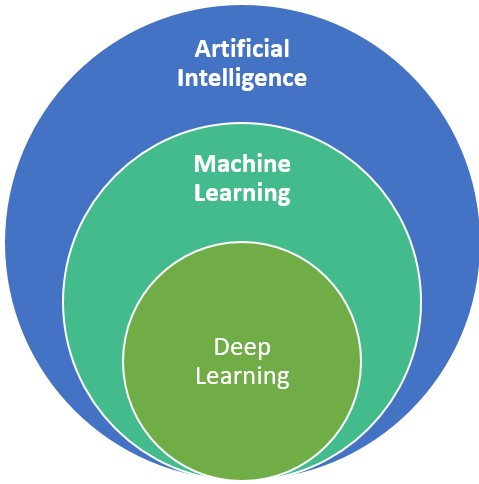 Artificial
Intelligence
Machine
Learning
Deep
Learning